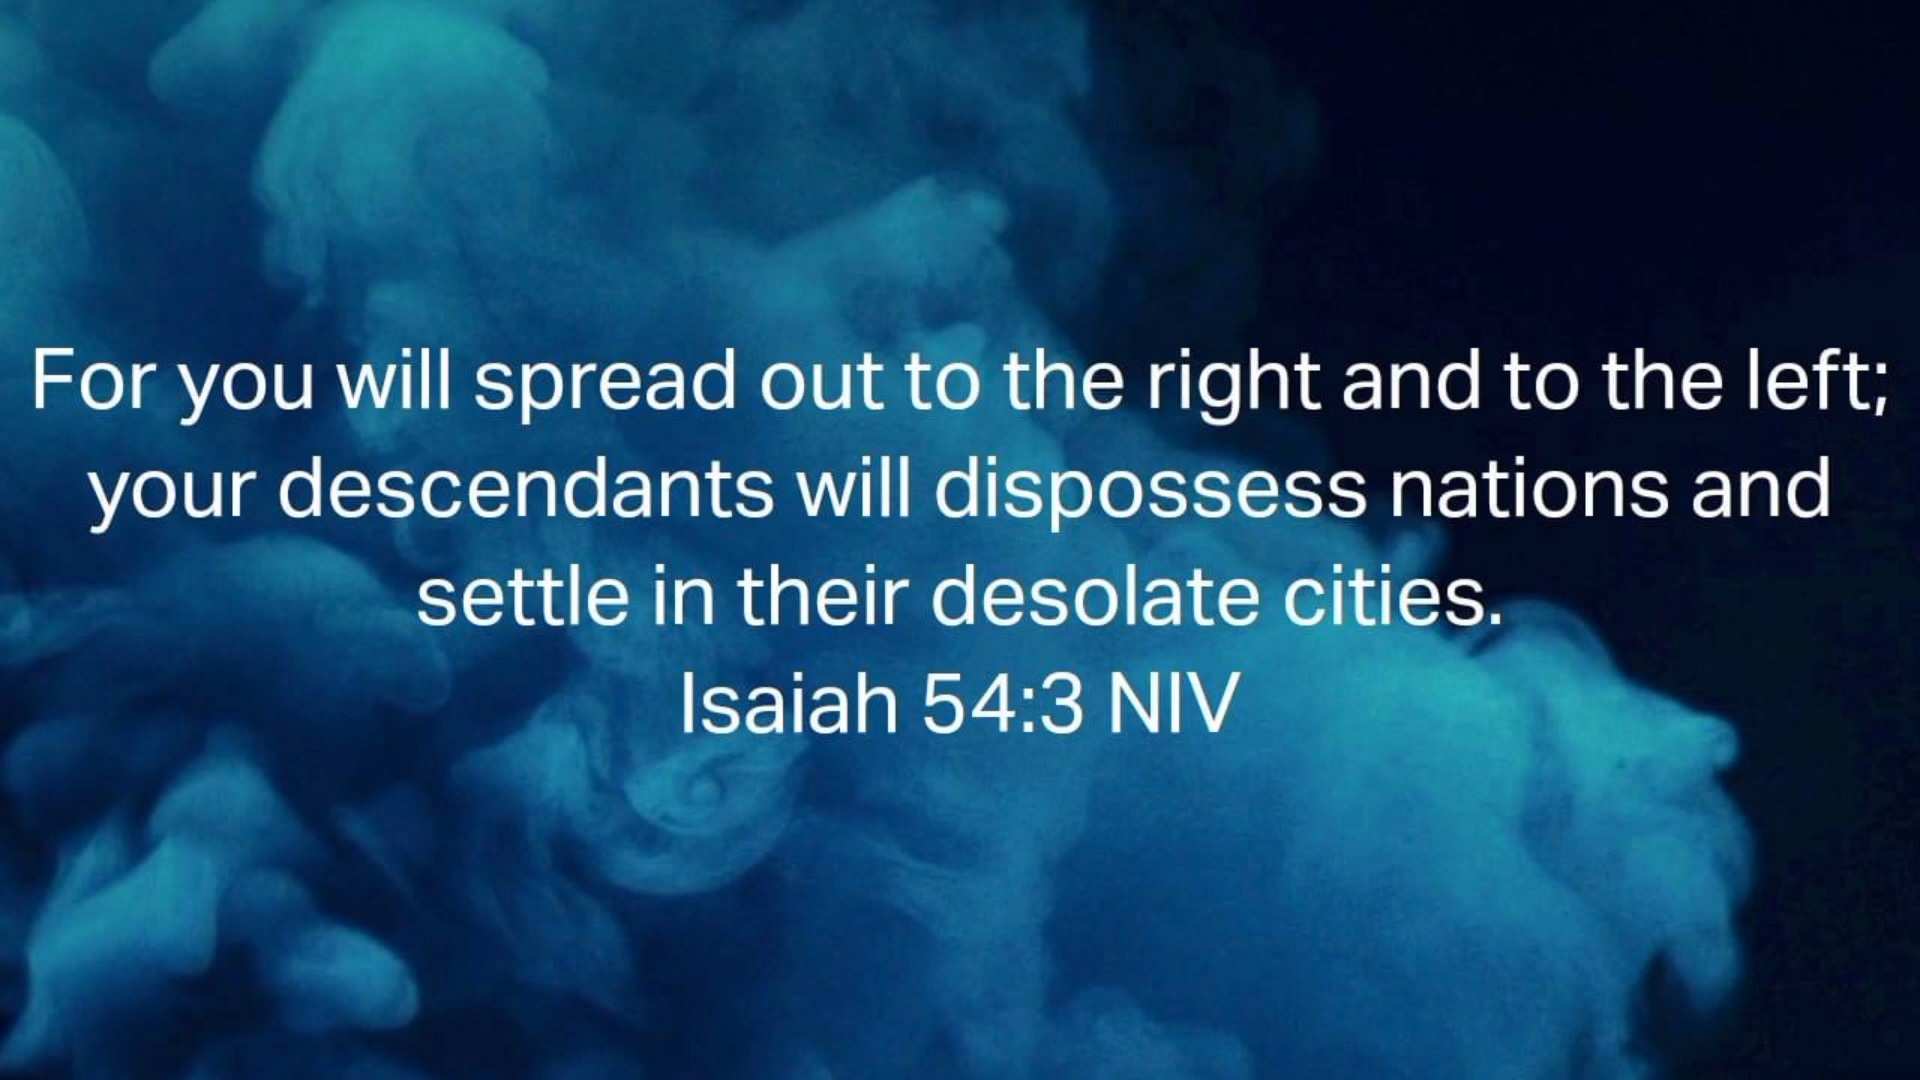 For you will spread out to the right and to the left;
your descendants will dispossess nations and
settle in their desolate cities.
Isaiah 54:3 NIV